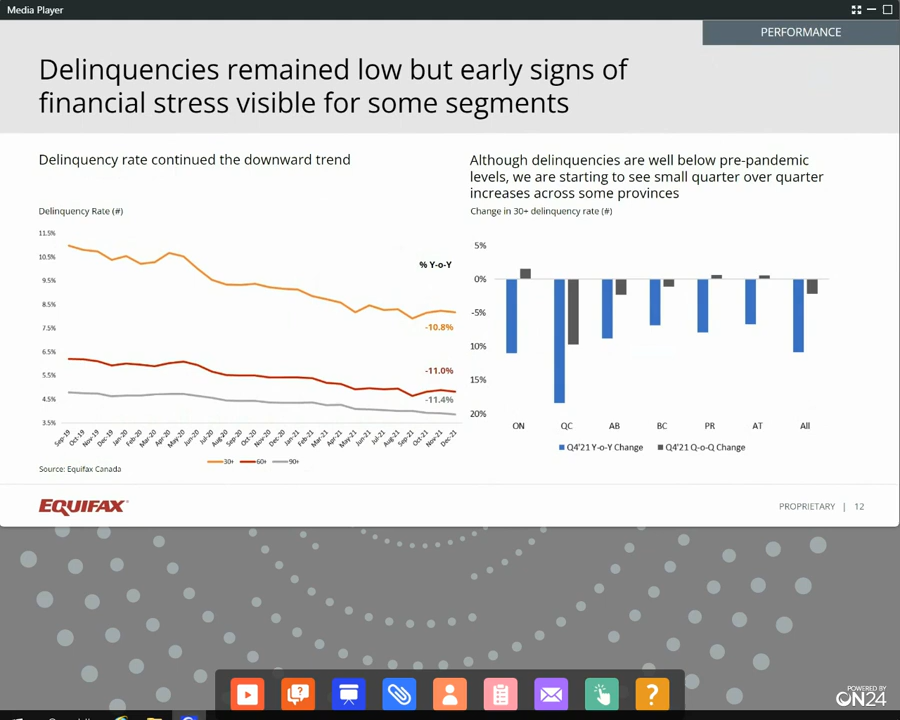 Media Player
PERFORMANCE
Delinquencies remained low but early signs of
financial stress visible for some segments
Delinquency rate continued the downward trend
Delinquency Rate (#)
11.5%
10.5%
9.5%
8.5%
7.5%
6.5%
5.5%
4.5%
3.5%
% Y-o-Y
-10.8%
-11.0%
-11.4%
Sep-19
Oct-19
Nov-19
Dec-19
Jan-20
Feb-20
Mar-20
Apr-20
May-20
Jun-20
Jul-20
Aug-20
Sep-20
Oct-20
Nov-20
Dec-20
Jan-21
Feb-21
Mar-21
Apr-21
May-21
Jun-21
Jul-21
Aug-21
Sep-21
Oct-21
Nov-21
Dec-21
30+ 60+ 90+
Source: Equifax Canada
Although delinquencies are well below pre-pandemic
levels, we are starting to see small quarter over quarter
increases across some provinces
Change in 30+ delinquency rate (#)
5%
0%
-5%
10%
15%
20%
ON QC AB BC PR AT All
Q4'21 Y-o-Y Change Q4'21 Q-o-Q Change
EQUIFAX
PROPRIETARY | 12
POWERED BY
ON24